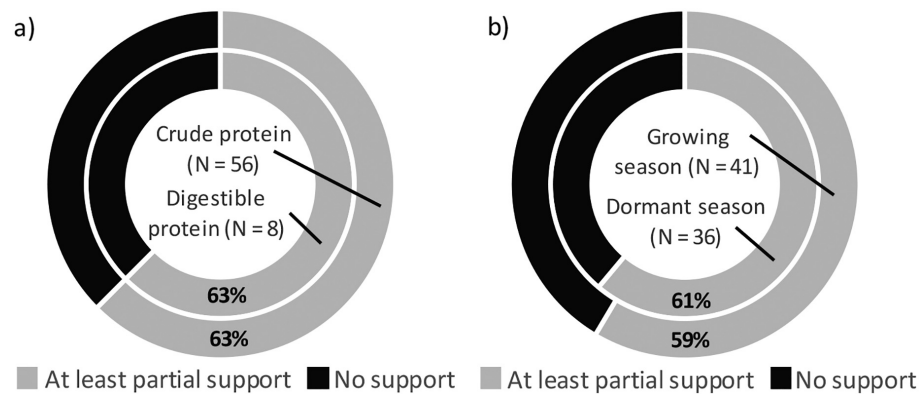 a)
Crude protein
(N = 56)
Digestible
protein (N = 8)
63%
63%
At least partial support No support
b)
Growing
season (N = 41)
Dormant season
(N = 36)
61%
59%
At least partial support No support